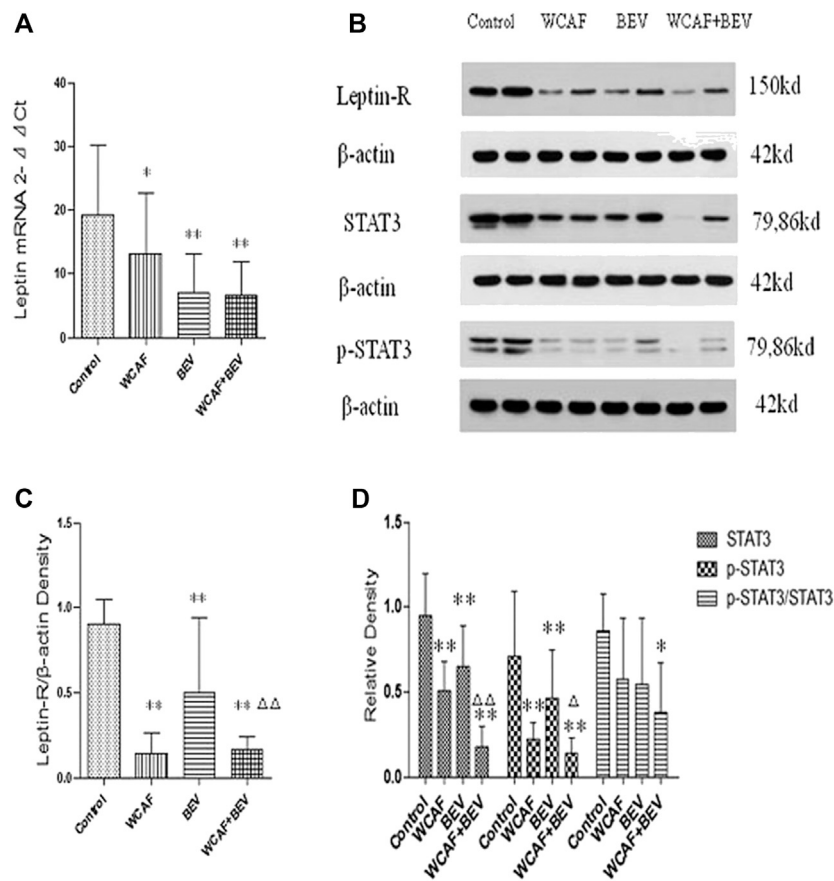 A
Leptin mRNA 2-ΔΔCt
40
30
20
10
0
*
**
**
Control
WCAF
BEV
WCAF+BEV
B
Control WCAF BEV WCAF+BEV
Leptin-R 150kd
β-actin 42kd
STAT3 79,86kd
β-actin 42kd
p-STAT3 79,86kd
β-actin 42kd
C
Leptin-R/β-actin Density
1.5
1.0
0.5
0.0
**
**
** ΔΔ
Control
WCAF
BEV
WCAF+BEV
D
Relative Density
1.5
1.0
0.5
0.0
**
**
ΔΔ
**
**
**
Δ
**
*
Control
WCAF
BEV
WCAF+BEV
Control
WCAF
BEV
WCAF+BEV
Control
WCAF
BEV
WCAF+BEV
STAT3
p-STAT3
p-STAT3/STAT3